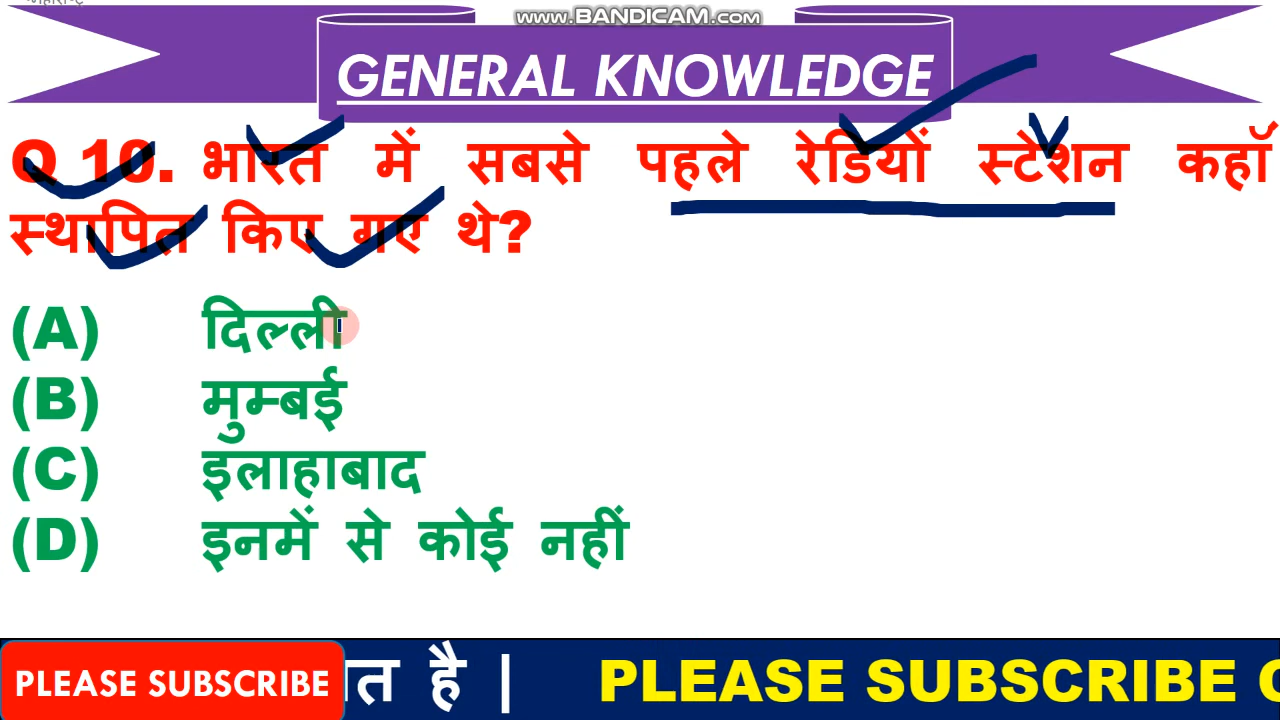 www.BANDICAM.com
GENERAL KNOWLEDGE
Q 10. भारत में सबसे पहले रेडियों स्टेशन कहाँ
स्थापित किए गए थे?
(A) दिल्ली
(B) मुम्बई
(C) इलाहाबाद
(D) इनमें से कोई नहीं
PLEASE SUBSCRIBE
है | PLEASE SUBSCRIBE